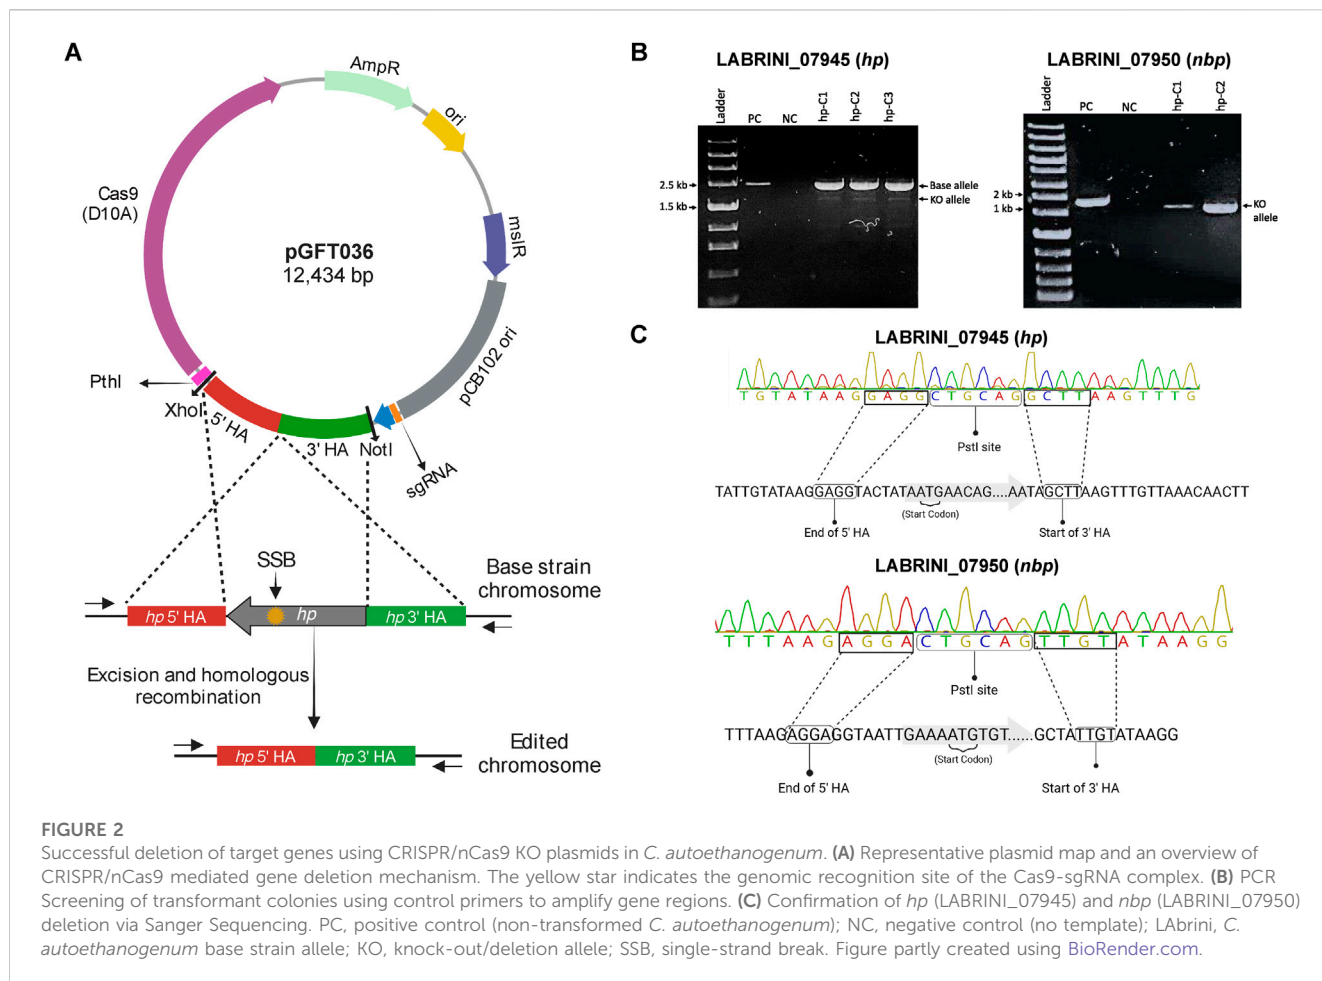 A
AmpR
ori
Cas9
(D10A)
mslR
pGFT036
12,434 bp
pCB102 ori
PthI
XhoI
5' HA
3' HA
NotI
sgRNA
SSB
Base strain
chromosome
hp 5' HA
hp
hp 3' HA
Excision and homologous
recombination
hp 5' HA
hp 3' HA
Edited
chromosome
B
LABRINI_07945 (hp)
Ladder
PC
NC
hp-C1
hp-C2
hp-C3
2.5 kb
1.5 kb
Base allele
KO allele
LABRINI_07950 (nbp)
Ladder
PC
NC
hp-C1
hp-C2
2 kb
1 kb
KO
allele
C
LABRINI_07945 (hp)
TGTATAAGGAGGCTGCAGGCTTAAGTTTG
PstI site
TATTGTATAAGGAGGTACTATAATGAACAG....AATAGCTTAAGTTTGTTAAACAACTT
(Start Codon)
End of 5' HA
Start of 3' HA
LABRINI_07950 (nbp)
TTTAAGAGGACTGCAGTTGTATAAGG
PstI site
TTTAAGAGGAGGTAATTGAAAATGTGT......GCTATTGTATAAGG
(Start Codon)
End of 5' HA
Start of 3' HA
FIGURE 2
Successful deletion of target genes using CRISPR/nCas9 KO plasmids in C. autoethanogenum. (A) Representative plasmid map and an overview of
CRISPR/nCas9 mediated gene deletion mechanism. The yellow star indicates the genomic recognition site of the Cas9-sgRNA complex. (B) PCR
Screening of transformant colonies using control primers to amplify gene regions. (C) Confirmation of hp (LABRINI_07945) and nbp (LABRINI_07950)
deletion via Sanger Sequencing. PC, positive control (non-transformed C. autoethanogenum); NC, negative control (no template); LAbrini, C.
autoethanogenum base strain allele; KO, knock-out/deletion allele; SSB, single-strand break. Figure partly created using BioRender.com.